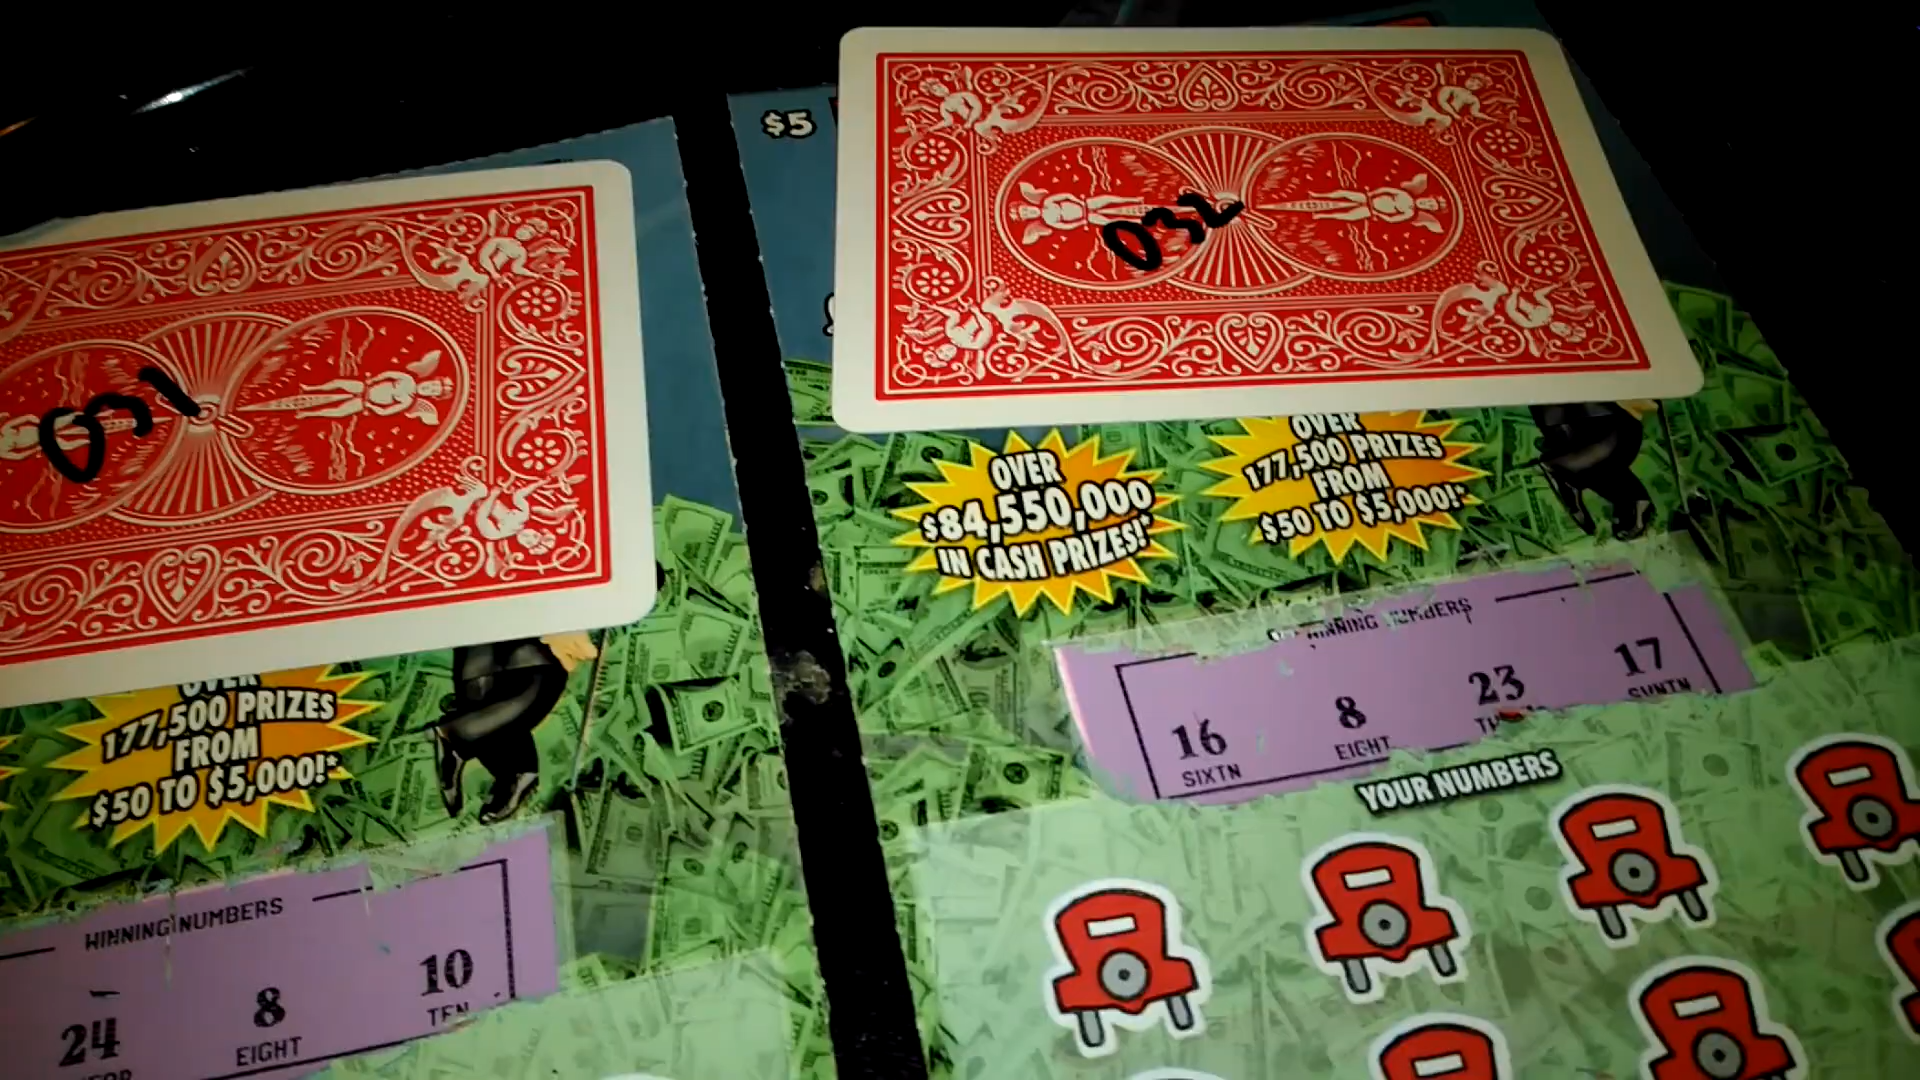 031
177,500 PRIZES
FROM
$50 TO $5,000!*
WINNING NUMBERS
24
8
10
EIGHT
TEN
$5
032
OVER
$84,550,000
IN CASH PRIZES!*
OVER
177,500 PRIZES
FROM
$50 TO $5,000!*
WINNING NUMBERS
16
8
23
17
SIXTN
EIGHT
SVNTN
YOUR NUMBERS